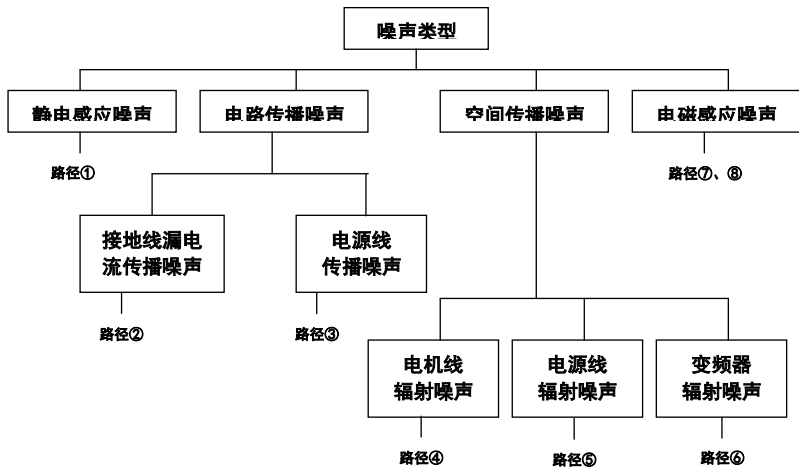 噪声类型
静电感应噪声
电路传播噪声
空间传播噪声
电磁感应噪声
路径①
路径⑦、⑧
接地线漏电
流传播噪声
电源线
传播噪声
路径②
路径③
电机线
辐射噪声
电源线
辐射噪声
变频器
辐射噪声
路径④
路径⑤
路径⑥